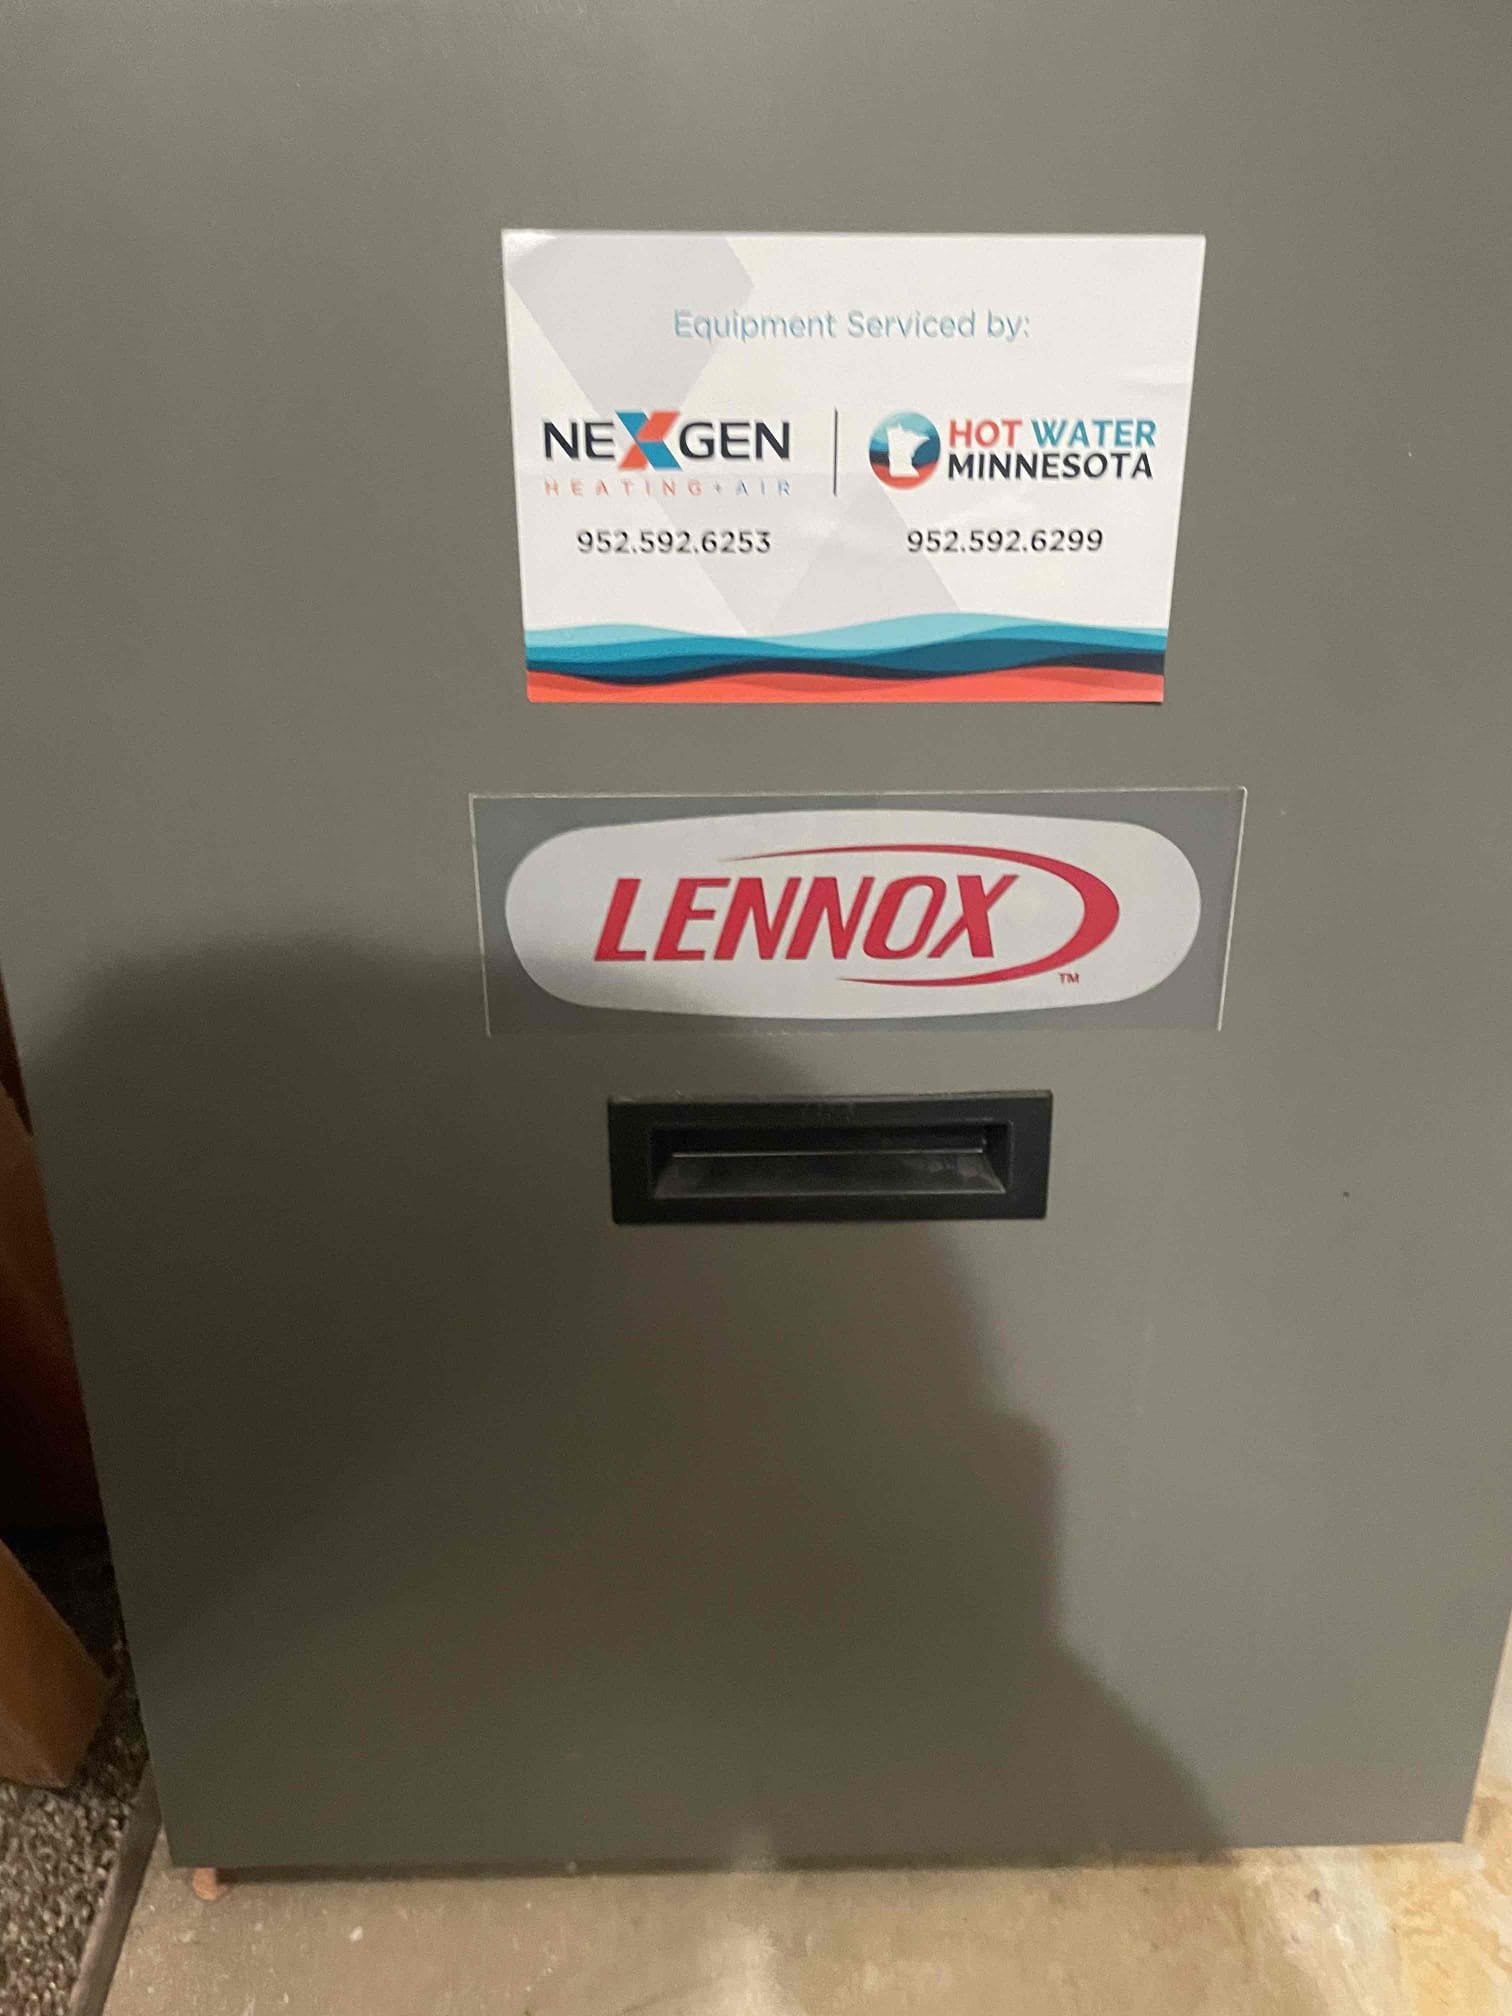 Equipment Serviced by:
NEXGEN
HEATING+AIR
952.592.6253
HOT WATER
MINNESOTA
952.592.6299
LENNOX
TM